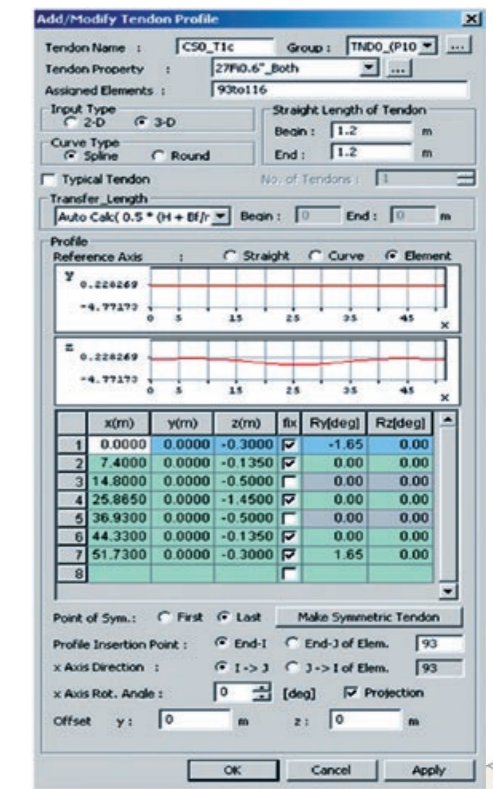 Add/Modify Tendon Profile
Tendon Name : CS0_T1c Group : TND0_(P10 ...
Tendon Property : 27Fi0.6"_Both ...
Assigned Elements : 93to116
Input Type
2-D 3-D
Straight Length of Tendon
Begin : 1.2 m
Curve Type
Spline Round
End : 1.2 m
Typical Tendon No. of Tendons : 1
Transfer_Length
Auto Calc( 0.5 * (H + Bf/r Begin : 0 End : 0 m
Profile
Reference Axis : Straight Curve Element
Y
0.228269
-4.77173
0 5 15 25 35 45 x
z
0.228269
-4.77173
0 5 15 25 35 45 x
x(m) y(m) z(m) fix Ry[deg] Rz[deg]
1 0.0000 0.0000 -0.3000 -1.65 0.00
2 7.4000 0.0000 -0.1350 0.00 0.00
3 14.8000 0.0000 -0.5000 0.00 0.00
4 25.8650 0.0000 -1.4500 0.00 0.00
5 36.9300 0.0000 -0.5000 0.00 0.00
6 44.3300 0.0000 -0.1350 0.00 0.00
7 51.7300 0.0000 -0.3000 1.65 0.00
8
Point of Sym.: First Last Make Symmetric Tendon
Profile Insertion Point : End-I End-J of Elem. 93
x Axis Direction : I -> J J -> I of Elem. 93
x Axis Rot. Angle : 0 [deg] Projection
Offset y : 0 m z : 0 m
OK Cancel Apply